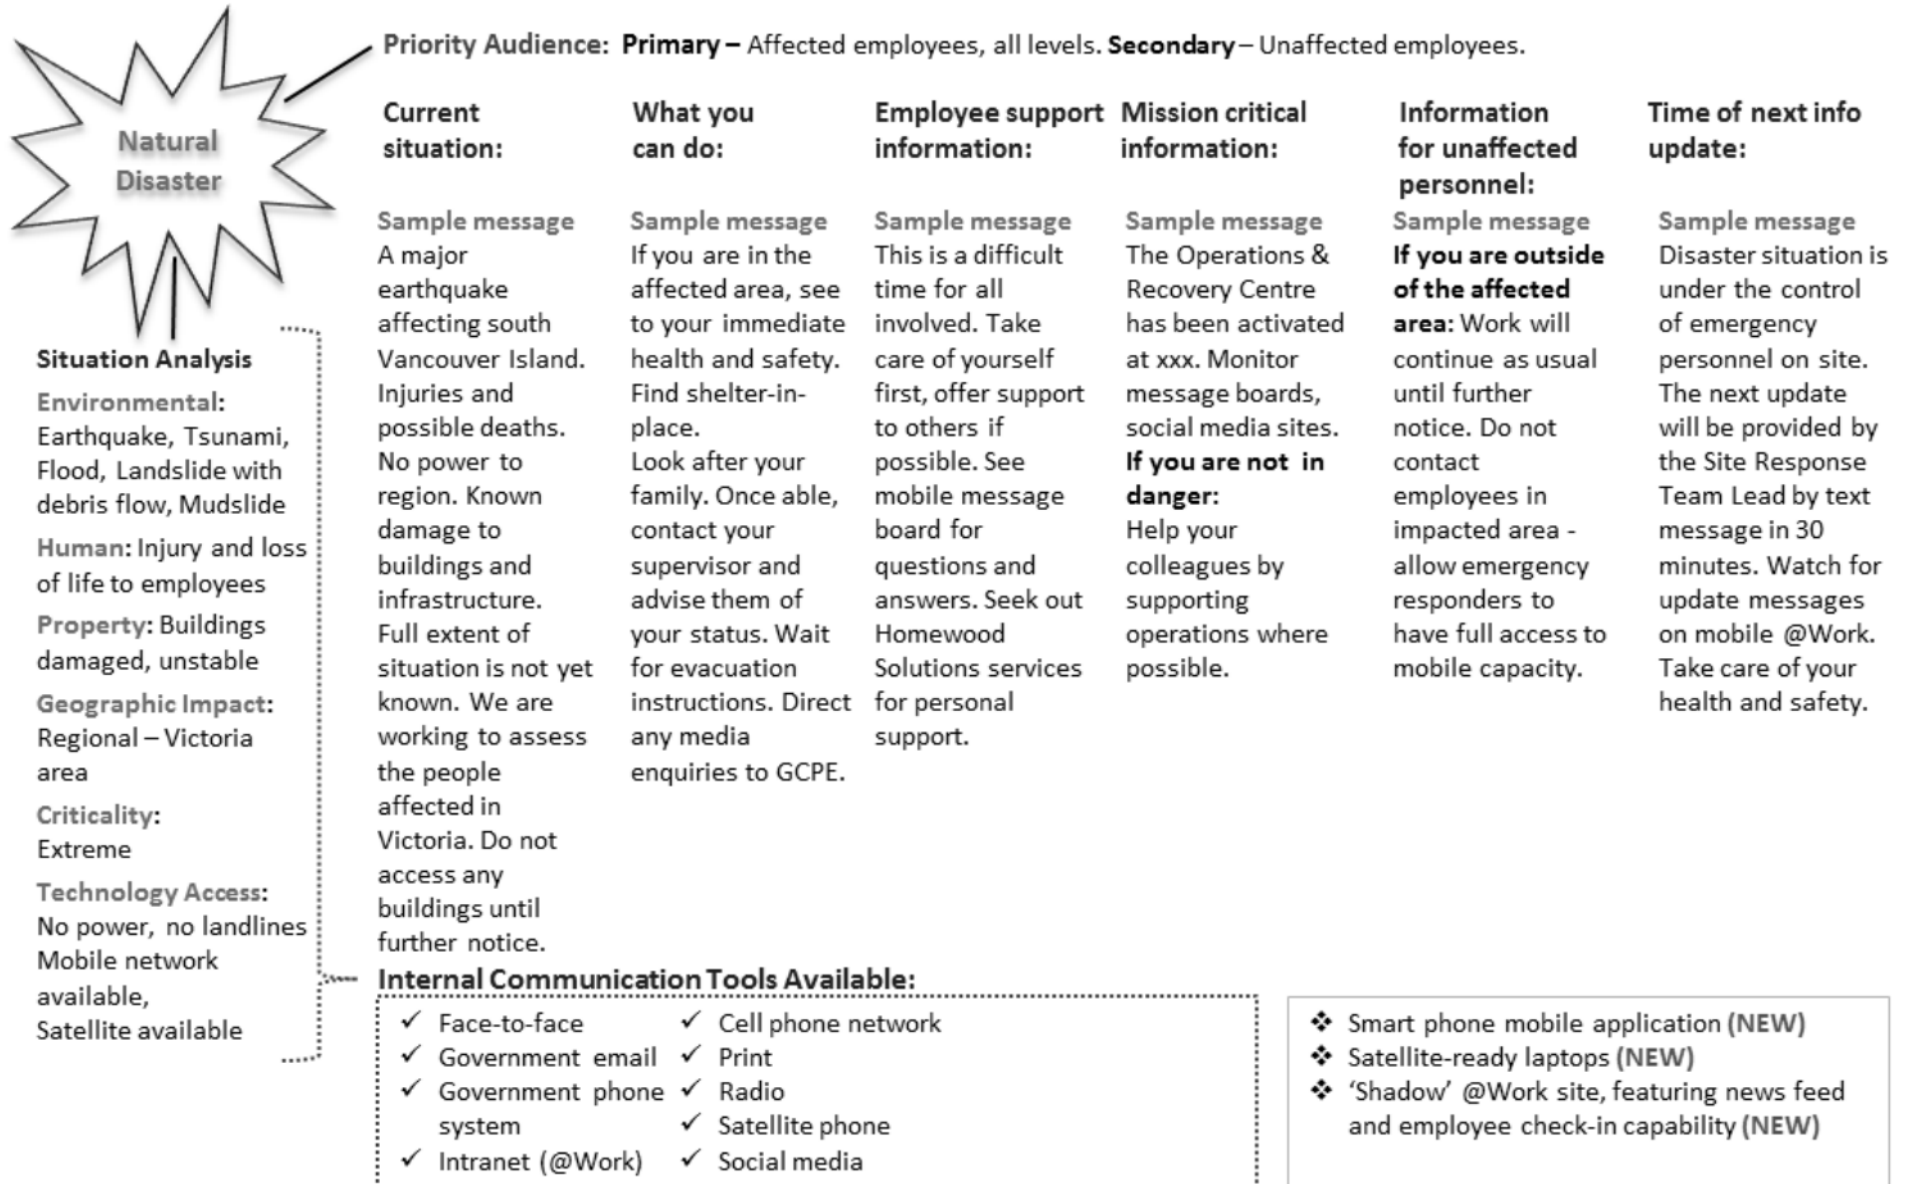 Priority Audience: Primary – Affected employees, all levels. Secondary – Unaffected employees.
Natural
Disaster
Situation Analysis
Environmental:
Earthquake, Tsunami,
Flood, Landslide with
debris flow, Mudslide
Human: Injury and loss
of life to employees
Property: Buildings
damaged, unstable
Geographic Impact:
Regional – Victoria
area
Criticality:
Extreme
Technology Access:
No power, no landlines
Mobile network
available,
Satellite available
Current
situation:
Sample message
A major
earthquake
affecting south
Vancouver Island.
Injuries and
possible deaths.
No power to
region. Known
damage to
buildings and
infrastructure.
Full extent of
situation is not yet
known. We are
working to assess
the people
affected in
Victoria. Do not
access any
buildings until
further notice.
What you
can do:
Sample message
If you are in the
affected area, see
to your immediate
health and safety.
Find shelter-in-
place.
Look after your
family. Once able,
contact your
supervisor and
advise them of
your status. Wait
for evacuation
instructions. Direct
any media
enquiries to GCPE.
Employee support
information:
Sample message
This is a difficult
time for all
involved. Take
care of yourself
first, offer support
to others if
possible. See
mobile message
board for
questions and
answers. Seek out
Homewood
Solutions services
for personal
support.
Mission critical
information:
Sample message
The Operations &
Recovery Centre
has been activated
at xxx. Monitor
message boards,
social media sites.
If you are not in
danger:
Help your
colleagues by
supporting
operations where
possible.
Information
for unaffected
personnel:
Sample message
If you are outside
of the affected
area: Work will
continue as usual
until further
notice. Do not
contact
employees in
impacted area -
allow emergency
responders to
have full access to
mobile capacity.
Time of next info
update:
Sample message
Disaster situation is
under the control
of emergency
personnel on site.
The next update
will be provided by
the Site Response
Team Lead by text
message in 30
minutes. Watch for
update messages
on mobile @Work.
Take care of your
health and safety.
Internal Communication Tools Available:
✓ Face-to-face
✓ Government email
✓ Government phone
system
✓ Intranet (@Work)
✓ Cell phone network
✓ Print
✓ Radio
✓ Satellite phone
✓ Social media
❖ Smart phone mobile application (NEW)
❖ Satellite-ready laptops (NEW)
❖ ‘Shadow’ @Work site, featuring news feed
and employee check-in capability (NEW)